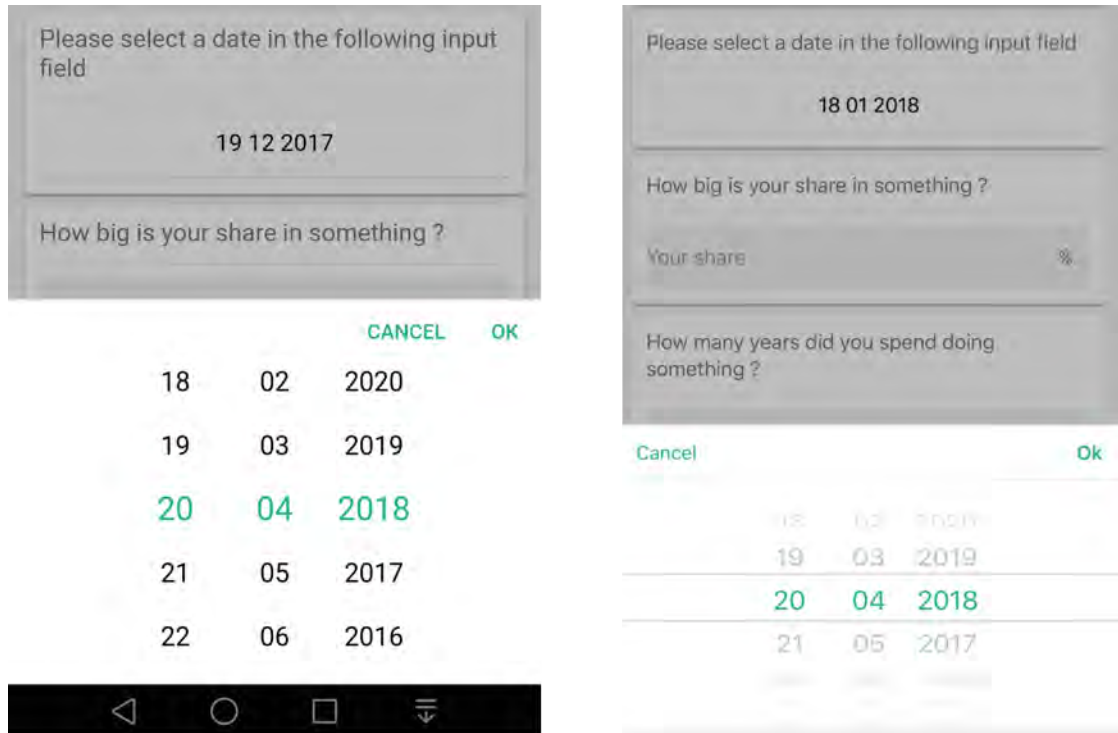 Please select a date in the following input
field
19 12 2017
How big is your share in something ?
CANCEL OK
18 02 2020
19 03 2019
20 04 2018
21 05 2017
22 06 2016
Please select a date in the following input field
18 01 2018
How big is your share in something ?
Your share %
How many years did you spend doing
something ?
Cancel Ok
18 02 2020
19 03 2019
20 04 2018
21 05 2017